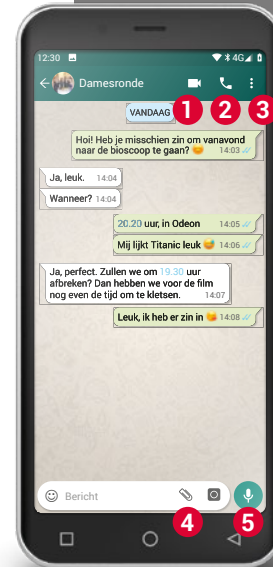 12:30 4G
Damesronde
VANDAAG 1 2 3
Hoi! Heb je misschien zin om vanavond
naar de bioscoop te gaan? 😊 14:03
Ja, leuk. 14:04
Wanneer? 14:04
20.20 uur, in Odeon 14:05
Mij lijkt Titanic leuk 😅 14:06
Ja, perfect. Zullen we om 19.30 uur
afbreken? Dan hebben we voor de film
nog even de tijd om te kletsen. 14:07
Leuk, ik heb er zin in 😘 14:08
Bericht
4 5